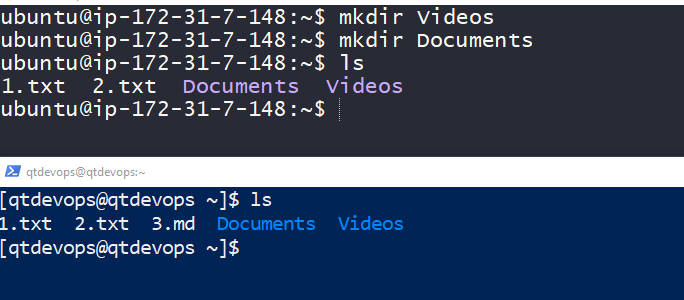 ubuntu@ip-172-31-7-148:~$ mkdir Videos
ubuntu@ip-172-31-7-148:~$ mkdir Documents
ubuntu@ip-172-31-7-148:~$ ls
1.txt  2.txt  Documents  Videos
ubuntu@ip-172-31-7-148:~$
qtdevops@qtdevops:~
[qtdevops@qtdevops ~]$ ls
1.txt  2.txt  3.md  Documents  Videos
[qtdevops@qtdevops ~]$